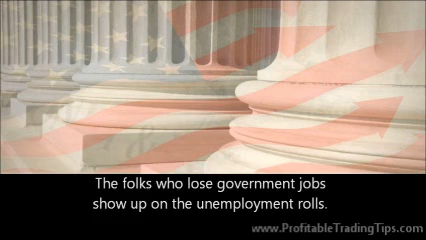 The folks who lose government jobs
show up on the unemployment rolls.
www.ProfitableTradingTips.com